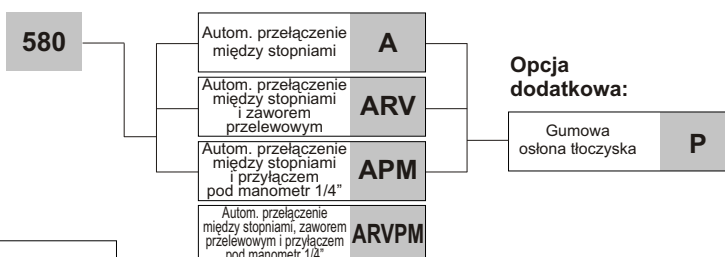 580
Autom. przełączenie
między stopniami
A
Autom. przełączenie
między stopniami
i zaworem
przelewowym
ARV
Autom. przełączenie
między stopniami
i przyłączem
pod manometr 1/4”
APM
Autom. przełączenie
między stopniami, zaworem
przelewowym i przyłączem
pod manometr 1/4”
ARVPM
Opcja
dodatkowa:
Gumowa
osłona tłoczyska
P